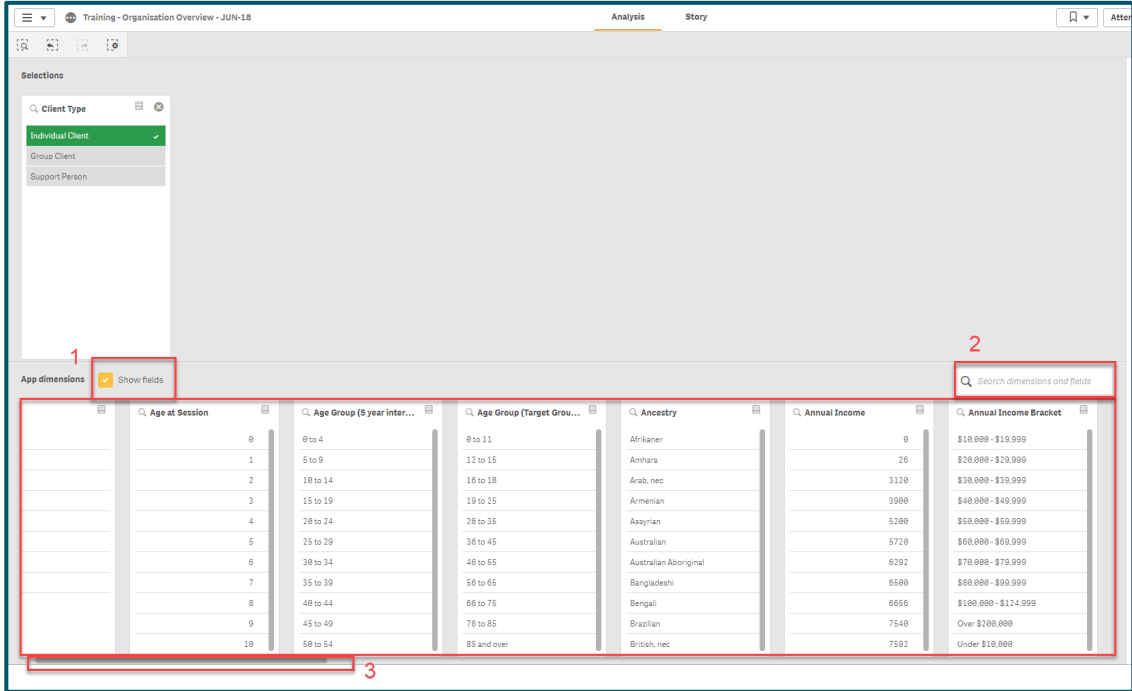 Training - Organisation Overview - JUN-18
Analysis
Story
Atter
Selections
Client Type
Individual Client
Group Client
Support Person
1
2
App dimensions
Show fields
Search dimensions and fields
Age at Session
0
1
2
3
4
5
6
7
8
9
10
Age Group (5 year inter...
0 to 4
5 to 9
10 to 14
15 to 19
20 to 24
25 to 29
30 to 34
35 to 39
40 to 44
45 to 49
50 to 54
Age Group (Target Grou...
0 to 11
12 to 15
16 to 18
19 to 25
26 to 35
36 to 45
46 to 55
56 to 65
66 to 75
76 to 85
85 and over
Ancestry
Afrikaner
Amhara
Arab, nec
Armenian
Assyrian
Australian
Australian Aboriginal
Bangladeshi
Bengali
Brazilian
British, nec
Annual Income
0
26
3120
3900
5200
5720
6292
6500
6656
7540
7592
Annual Income Bracket
$10,000 - $19,999
$20,000 - $29,999
$30,000 - $39,999
$40,000 - $49,999
$50,000 - $59,999
$60,000 - $69,999
$70,000 - $79,999
$80,000 - $99,999
$100,000 - $124,999
Over $200,000
Under $10,000
3